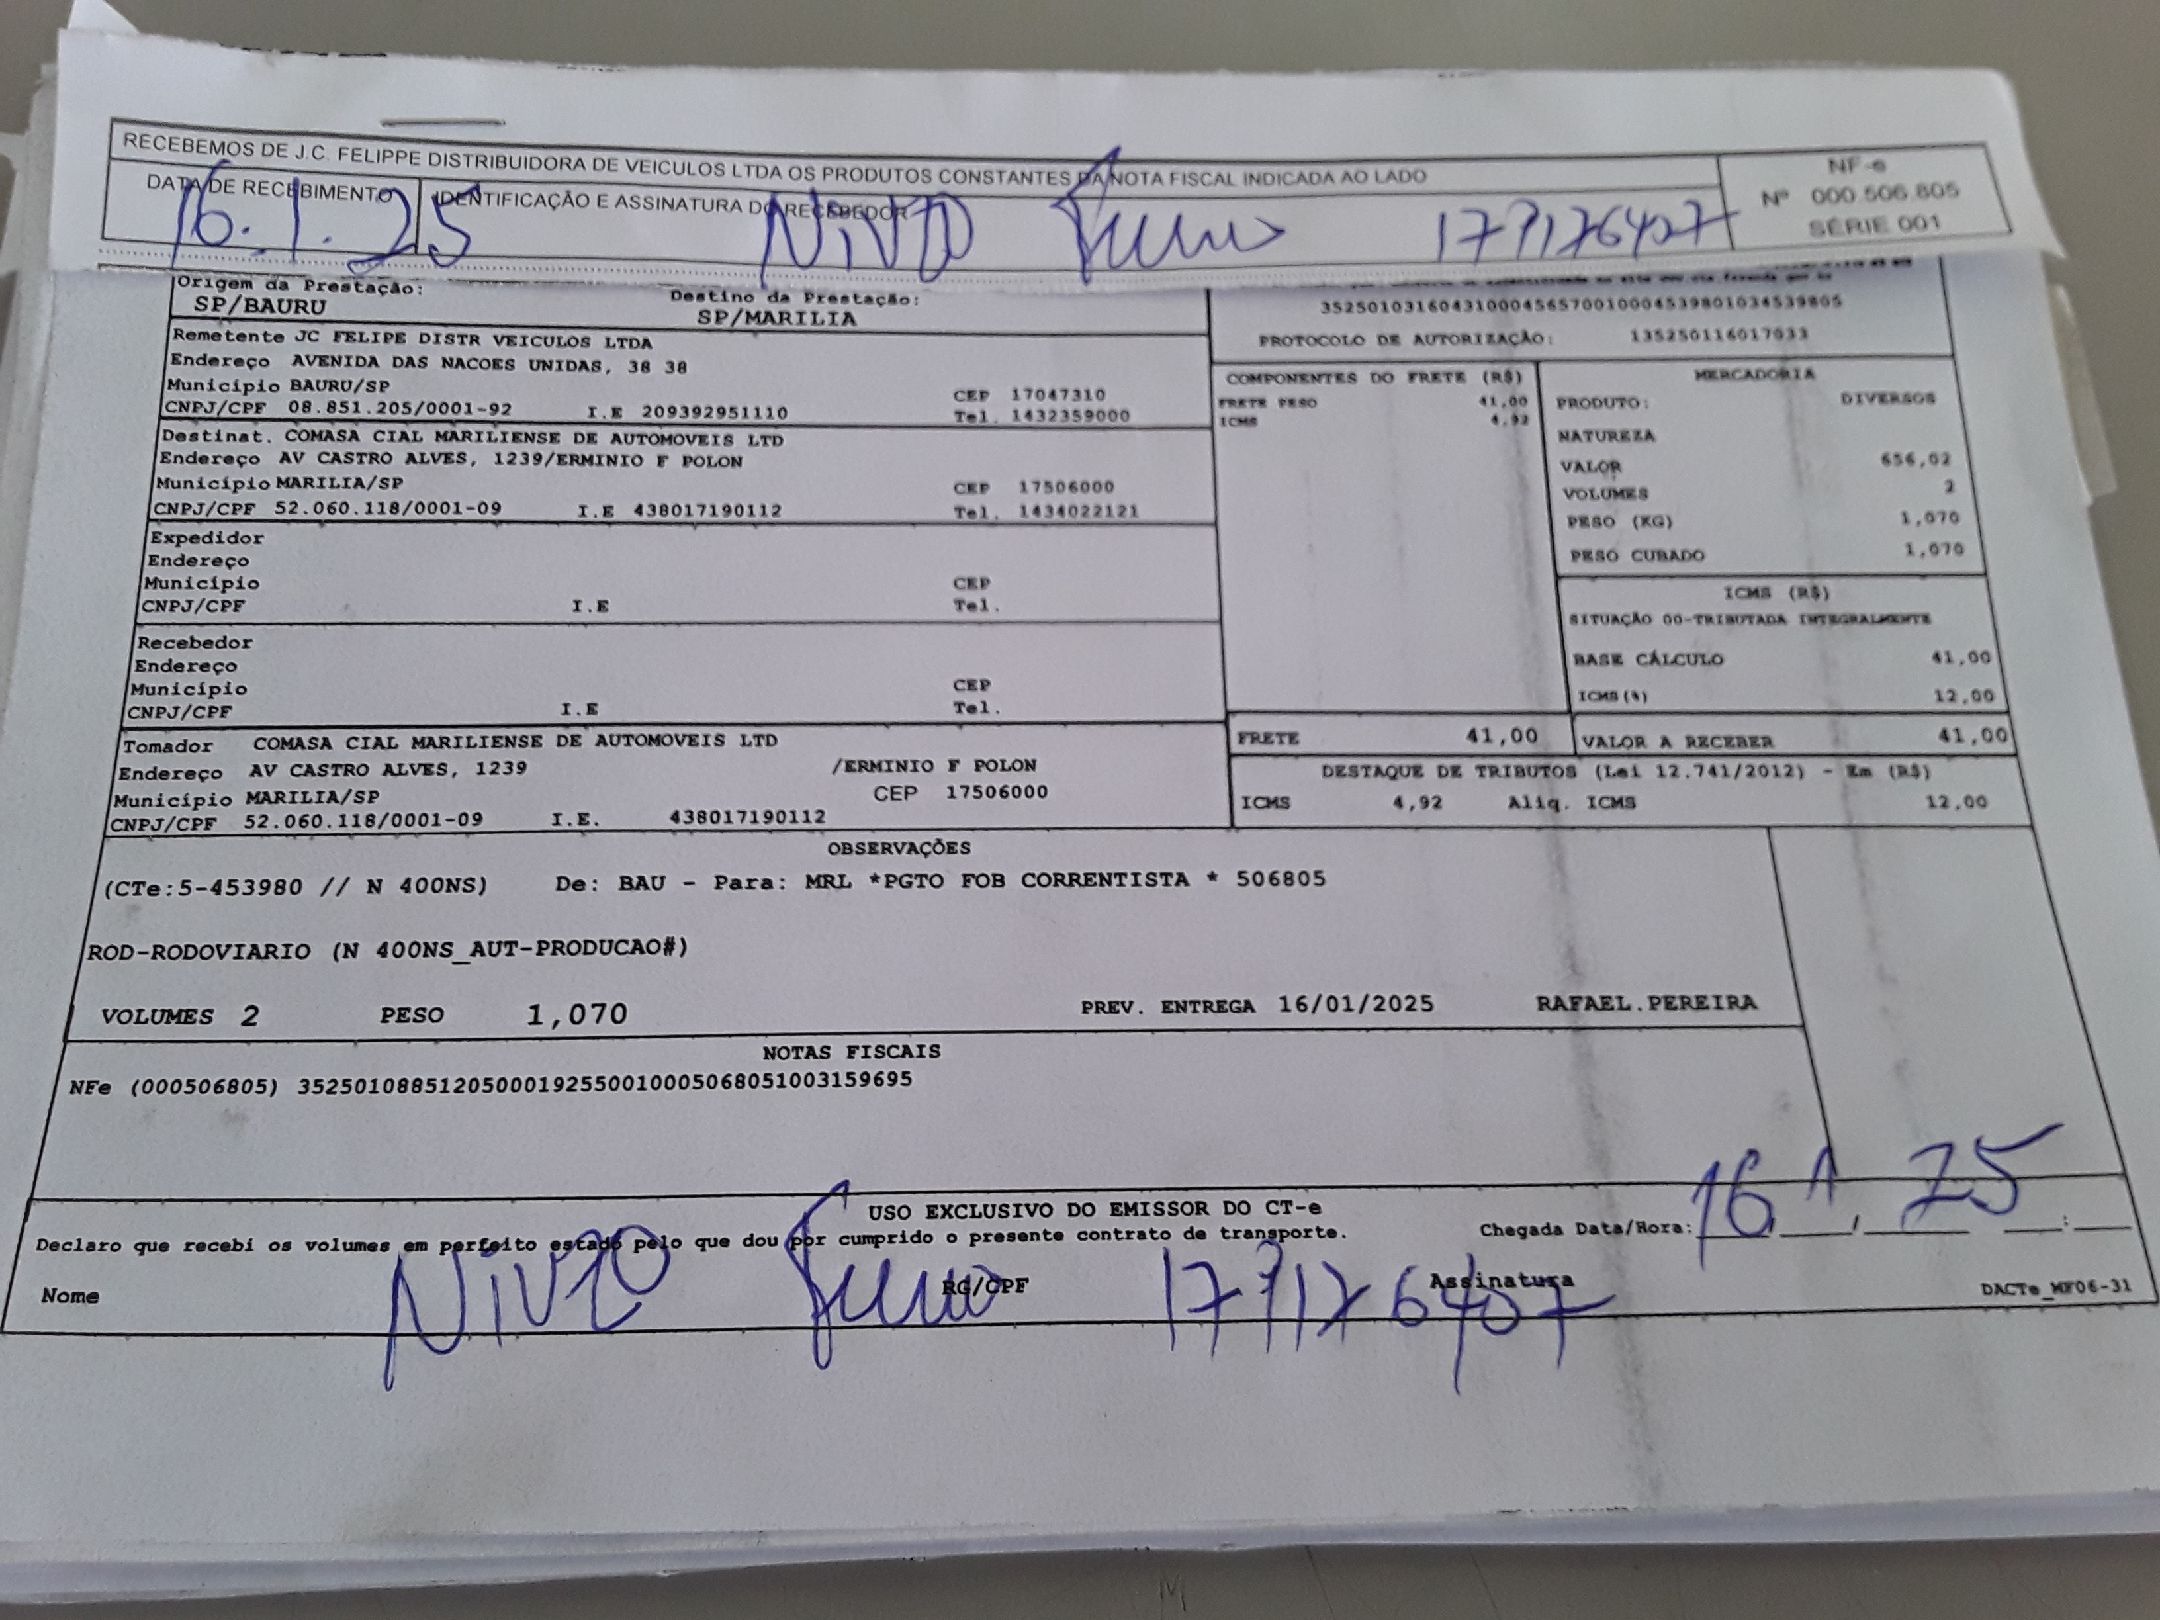 RECEBEMOS DE J.C. FELIPPE DISTRIBUIDORA DE VEICULOS LTDA OS PRODUTOS CONSTANTES DA NOTA FISCAL INDICADA AO LADO
NF-e
Nº 000.506.805
SÉRIE 001
DATA DE RECEBIMENTO
IDENTIFICAÇÃO E ASSINATURA DO RECEBEDOR
16.1.25
Origem da Prestação:
SP/BAURU
Destino da Prestação:
SP/MARILIA
Remetente JC FELIPE DISTR VEICULOS LTDA
Endereço AVENIDA DAS NACOES UNIDAS, 38 38
Município BAURU/SP CEP 17047310
CNPJ/CPF 08.851.205/0001-92 I.E 209392951110 Tel. 1432359000
Destinat. COMASA CIAL MARILIENSE DE AUTOMOVEIS LTD
Endereço AV CASTRO ALVES, 1239/ERMINIO F POLON
Município MARILIA/SP CEP 17506000
CNPJ/CPF 52.060.118/0001-09 I.E 438017190112 Tel. 1434022121
Expedidor
Endereço
Município CEP
CNPJ/CPF I.E Tel.
Recebedor
Endereço
Município CEP
CNPJ/CPF I.E Tel.
Tomador COMASA CIAL MARILIENSE DE AUTOMOVEIS LTD
Endereço AV CASTRO ALVES, 1239 /ERMINIO F POLON
Município MARILIA/SP CEP 17506000
CNPJ/CPF 52.060.118/0001-09 I.E. 438017190112
35250103160431000456570010004539801034539805
PROTOCOLO DE AUTORIZAÇÃO: 135250116017033
COMPONENTES DO FRETE (R$)
FRETE PESO 41,00
ICMS 4,92
MERCADORIA
PRODUTO: DIVERSOS
NATUREZA
VALOR 656,02
VOLUMES 2
PESO (KG) 1,070
PESO CUBADO 1,070
ICMS (R$)
SITUAÇÃO 00-TRIBUTADA INTEGRALMENTE
BASE CÁLCULO 41,00
ICMS(%) 12,00
FRETE 41,00 VALOR A RECEBER 41,00
DESTAQUE DE TRIBUTOS (Lei 12.741/2012) - Em (R$)
ICMS 4,92 Aliq. ICMS 12,00
OBSERVAÇÕES
(CTe:5-453980 // N 400NS) De: BAU - Para: MRL *PGTO FOB CORRENTISTA * 506805
ROD-RODOVIARIO (N 400NS_AUT-PRODUCAO#)
VOLUMES 2 PESO 1,070 PREV. ENTREGA 16/01/2025 RAFAEL.PEREIRA
NOTAS FISCAIS
NFe (000506805) 35250108851205000192550010005068051003159695
USO EXCLUSIVO DO EMISSOR DO CT-e
Declaro que recebi os volumes em perfeito estado pelo que dou por cumprido o presente contrato de transporte.
Chegada Data/Hora: 16 1 25
Nome RG/CPF Assinatura
DACTe_MF06-31